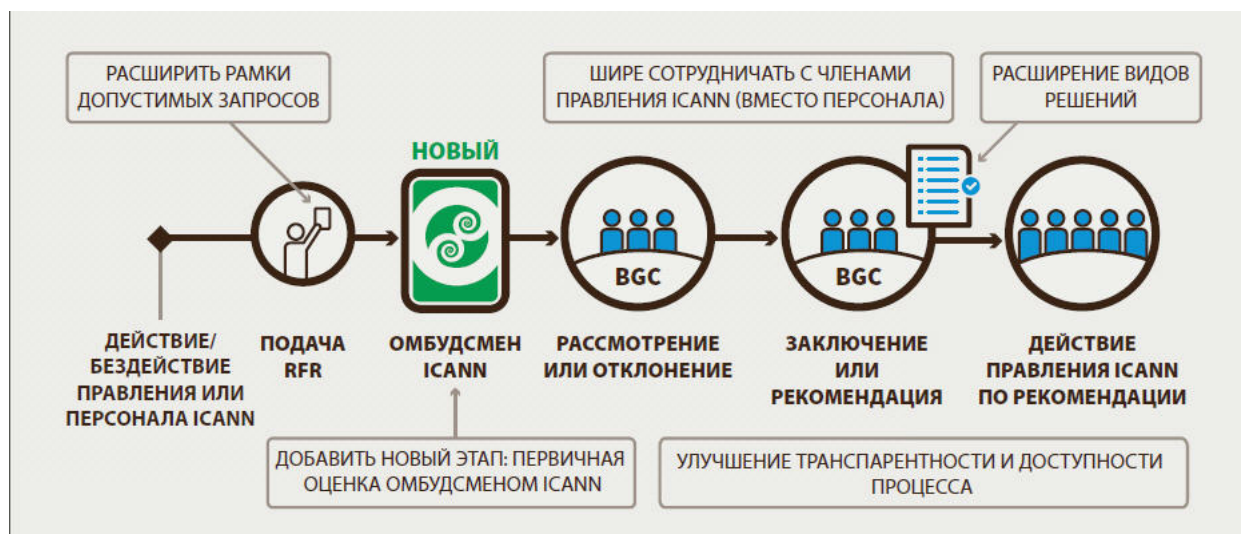 РАСШИРИТЬ РАМКИ
ДОПУСТИМЫХ ЗАПРОСОВ
ШИРЕ СОТРУДНИЧАТЬ С ЧЛЕНАМИ
ПРАВЛЕНИЯ ICANN (ВМЕСТО ПЕРСОНАЛА)
РАСШИРЕНИЕ ВИДОВ
РЕШЕНИЙ
НОВЫЙ
BGC
BGC
ДЕЙСТВИЕ/
БЕЗДЕЙСТВИЕ
ПРАВЛЕНИЯ ИЛИ
ПЕРСОНАЛА ICANN
ПОДАЧА
RFR
ОМБУДСМЕН
ICANN
РАССМОТРЕНИЕ
ИЛИ ОТКЛОНЕНИЕ
ЗАКЛЮЧЕНИЕ
ИЛИ
РЕКОМЕНДАЦИЯ
ДЕЙСТВИЕ
ПРАВЛЕНИЯ ICANN
ПО РЕКОМЕНДАЦИИ
ДОБАВИТЬ НОВЫЙ ЭТАП: ПЕРВИЧНАЯ
ОЦЕНКА ОМБУДСМЕНОМ ICANN
УЛУЧШЕНИЕ ТРАНСПАРЕНТНОСТИ И ДОСТУПНОСТИ
ПРОЦЕССА